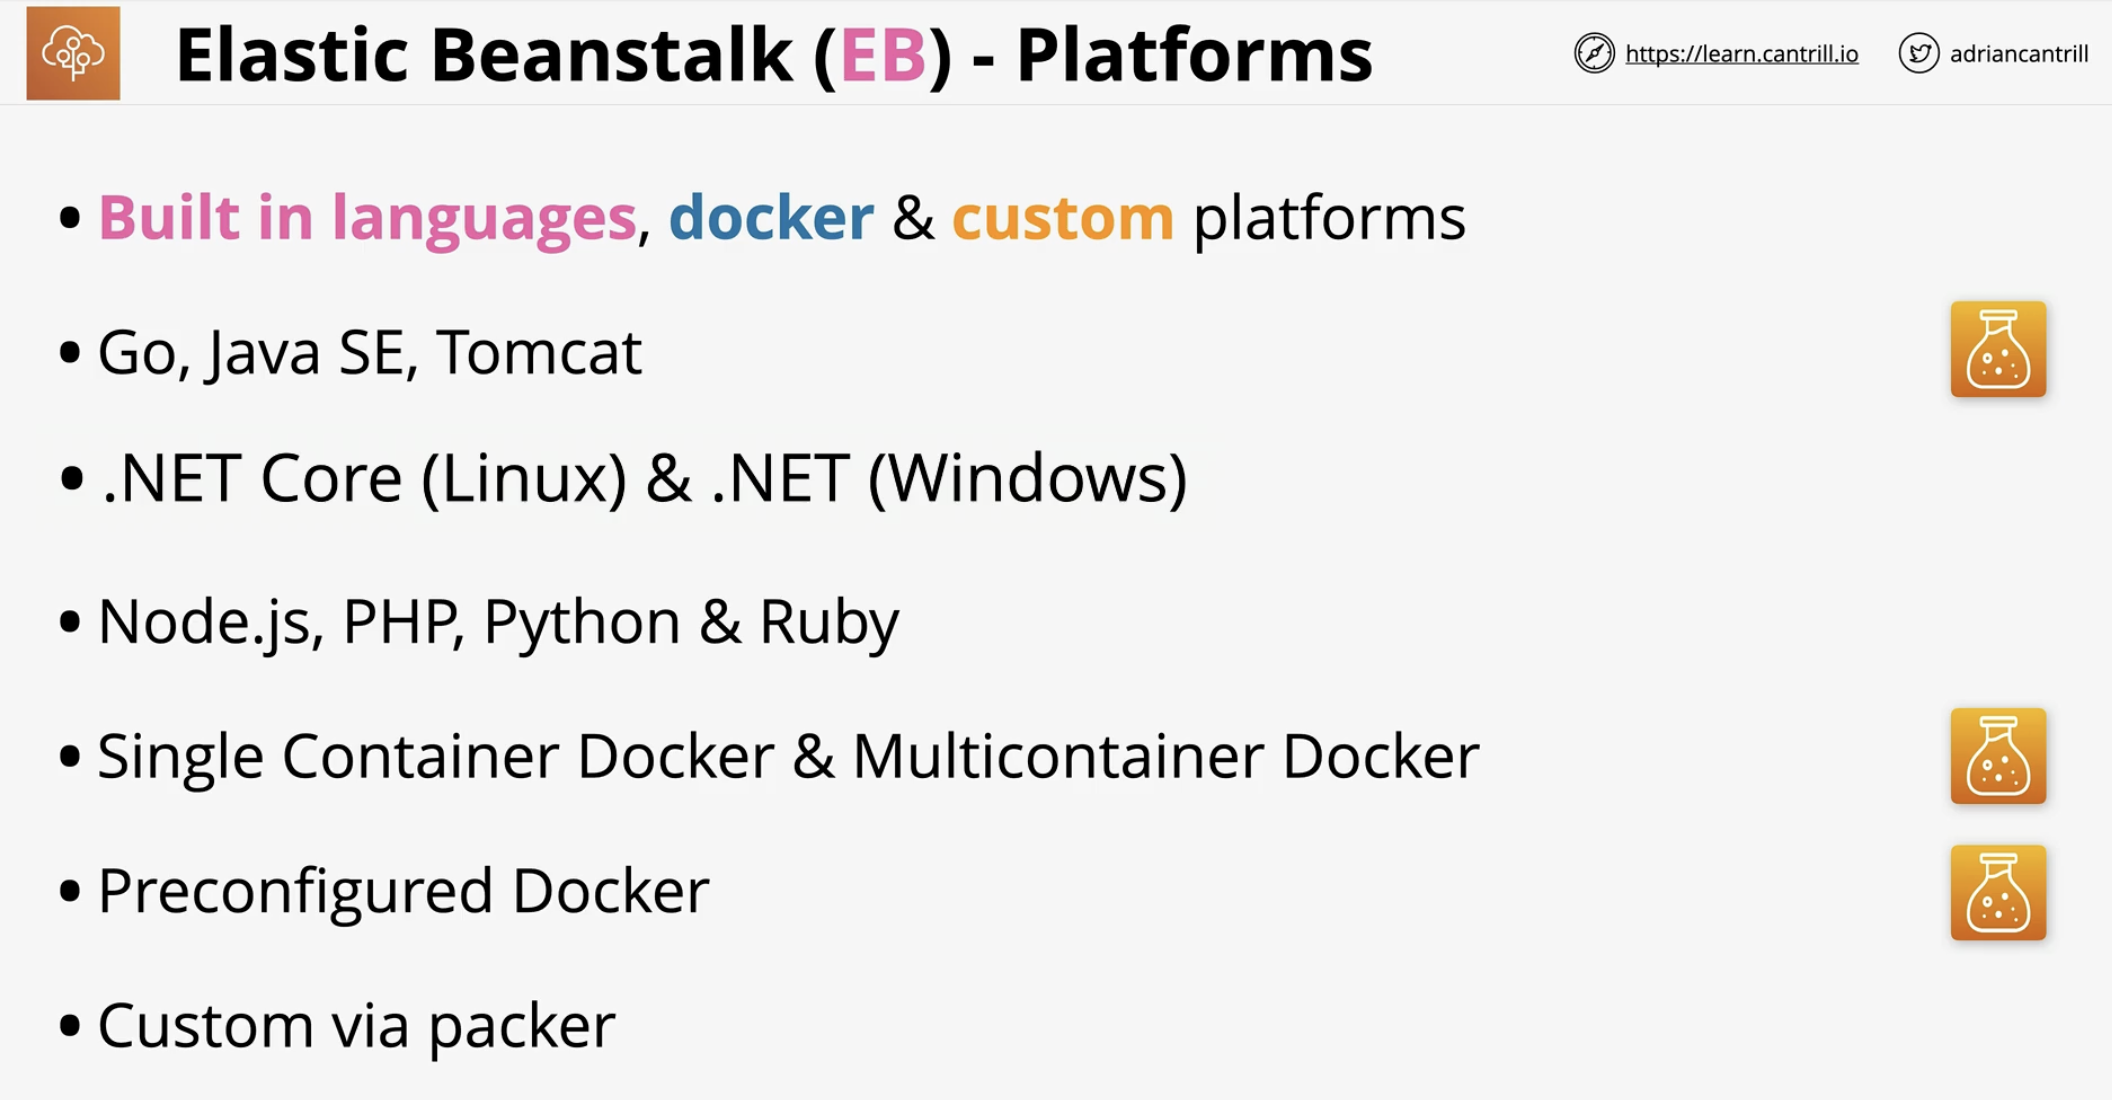 Elastic Beanstalk (EB) - Platforms
https://learn.cantrill.io
adriancantrill
• Built in languages, docker & custom platforms
• Go, Java SE, Tomcat
• .NET Core (Linux) & .NET (Windows)
• Node.js, PHP, Python & Ruby
• Single Container Docker & Multicontainer Docker
• Preconfigured Docker
• Custom via packer